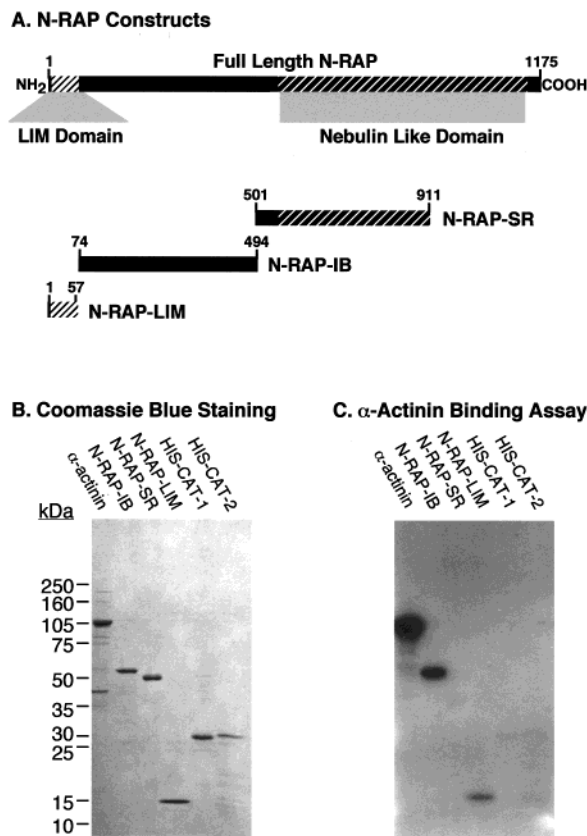 A. N-RAP Constructs
1 Full Length N-RAP 1175
NH2 COOH
LIM Domain Nebulin Like Domain
501 911
N-RAP-SR
74 494
N-RAP-IB
1 57
N-RAP-LIM
B. Coomassie Blue Staining
α-actinin
N-RAP-IB
N-RAP-SR
N-RAP-LIM
HIS-CAT-1
HIS-CAT-2
kDa
250
160
105
75
50
35
30
25
15
10
C. α-Actinin Binding Assay
α-actinin
N-RAP-IB
N-RAP-SR
N-RAP-LIM
HIS-CAT-1
HIS-CAT-2